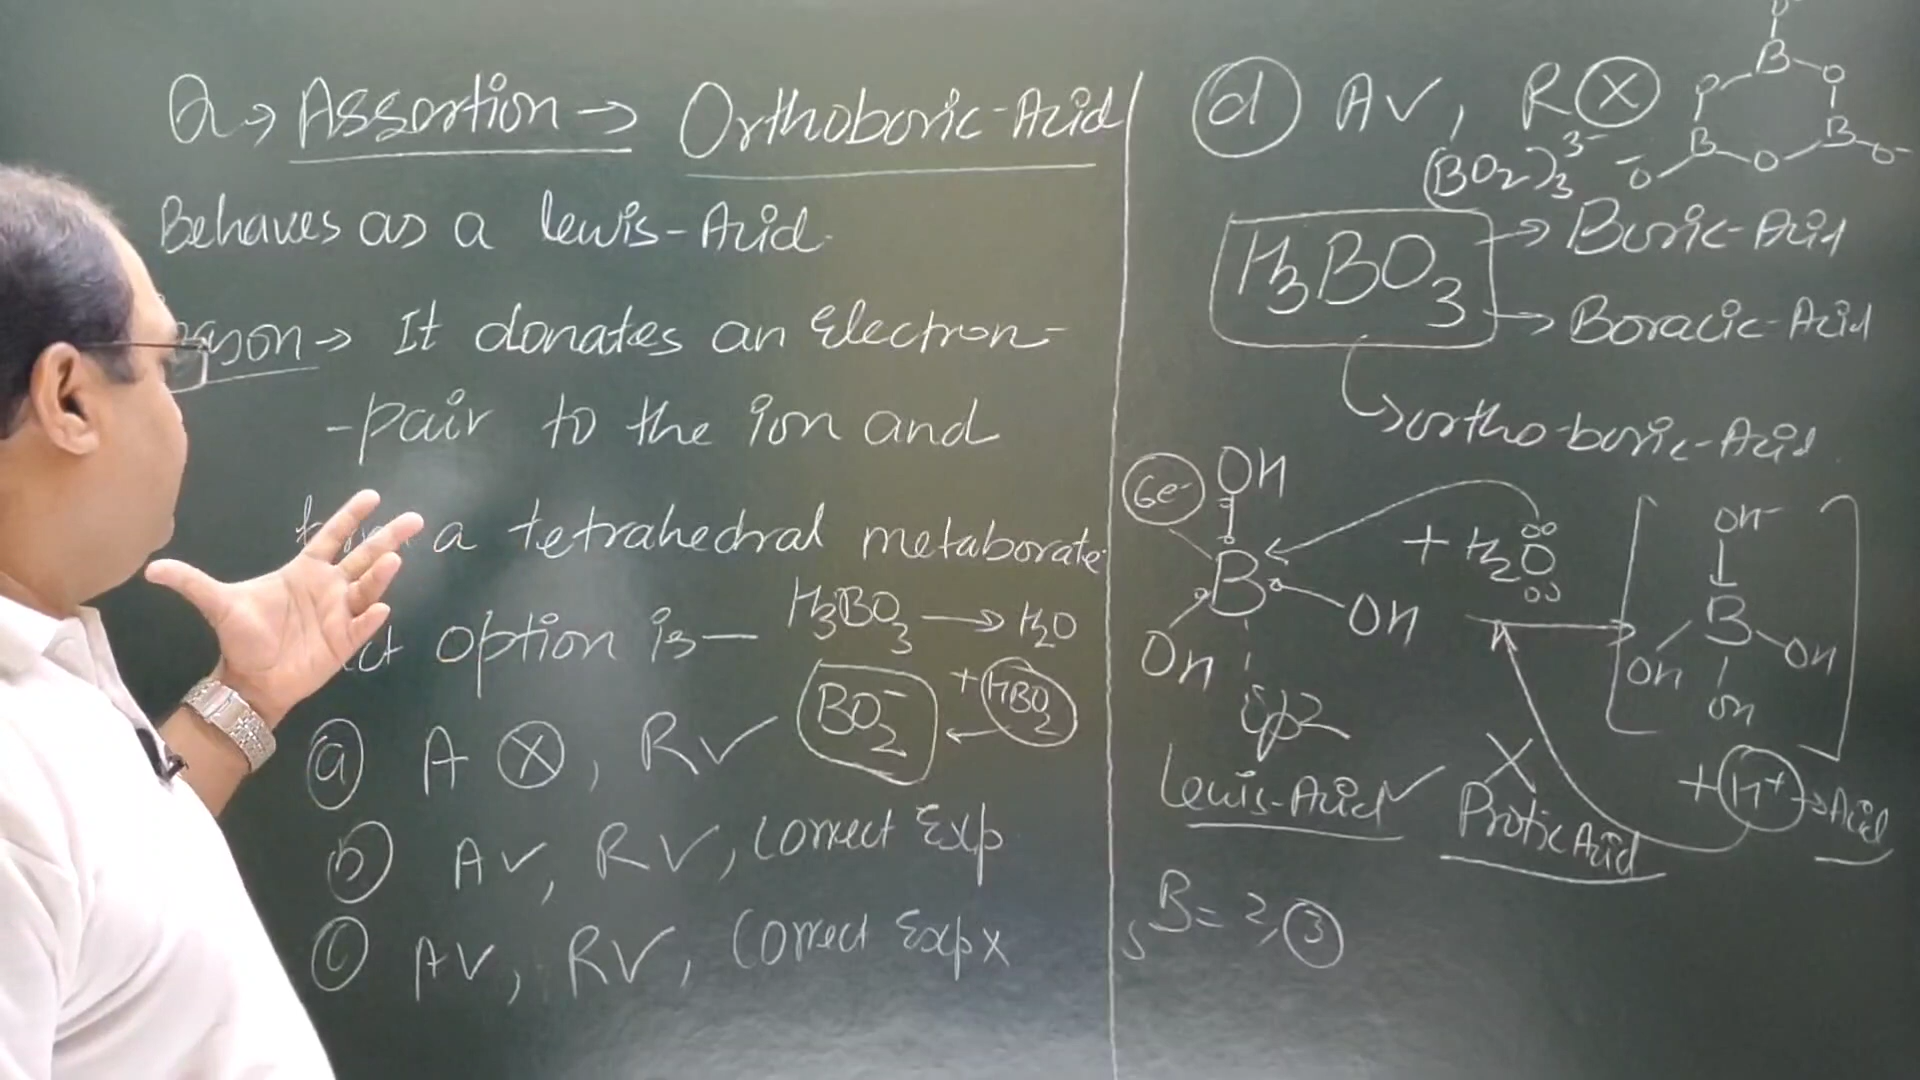 Q → Assertion → Orthoboric-Acid
Behaves as a lewis-Acid.
ason → It donates an Electron-
-pair to the ion and
a tetrahedral metaborate.
ct option is — H3BO3 → H2O
+ HBO2
BO2-
(a) A ⓧ, R✓
(b) A✓, R✓, Correct Exp
(c) A✓, R✓, Correct Exp x
(d) A✓, R ⓧ
(BO2)3 3-
O-
B
O
O
B
O
B
O-
-O
H3BO3 → Boric-Acid
→ Boracic-Acid
ortho-boric-Acid.
6e-
OH
B
OH
OH
+ H2O
→
[
OH-
B
OH
OH
OH
]
+ H+ → Acid
sp2
Lewis-Acid ✓
X
Protic Acid
5B = 2, ③